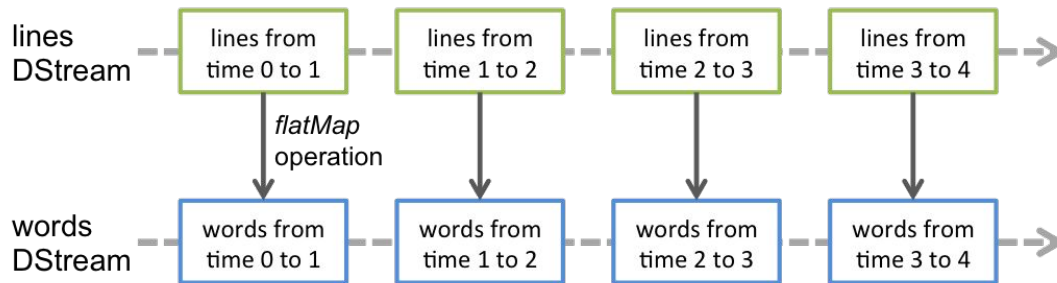 lines
DStream
lines from
time 0 to 1
lines from
time 1 to 2
lines from
time 2 to 3
lines from
time 3 to 4
flatMap
operation
words
DStream
words from
time 0 to 1
words from
time 1 to 2
words from
time 2 to 3
words from
time 3 to 4